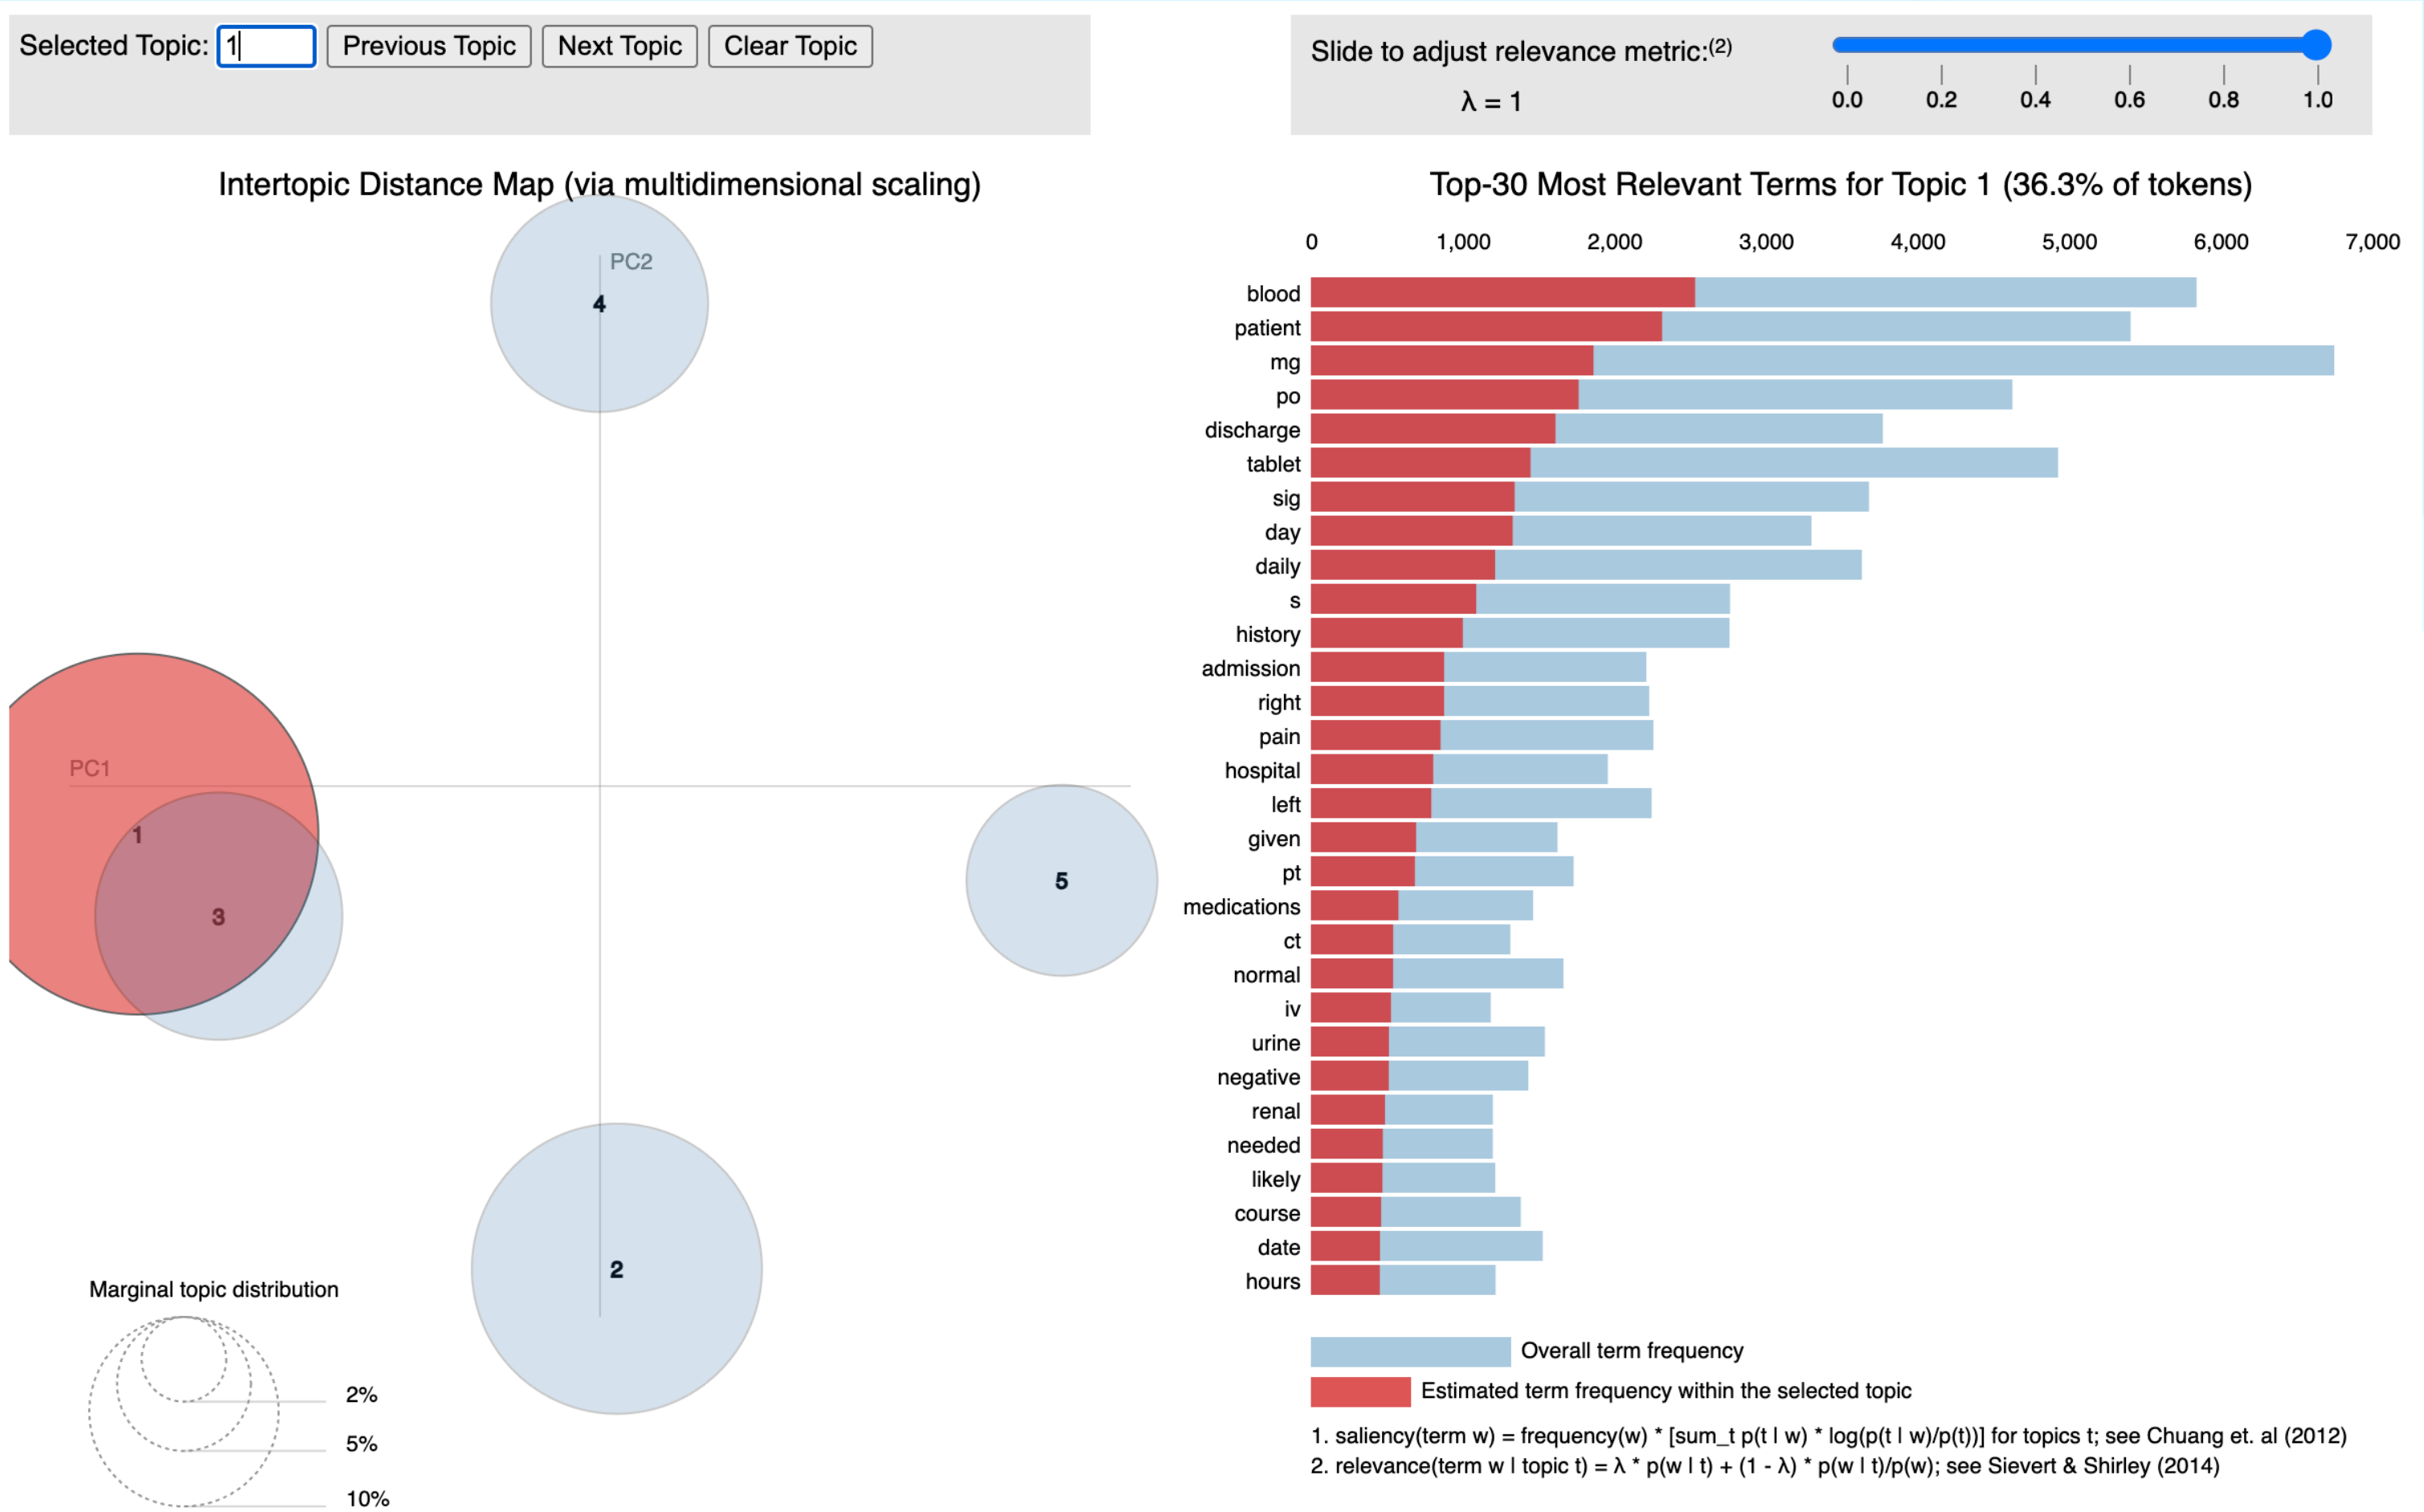 Selected Topic: 1 Previous Topic Next Topic Clear Topic
Slide to adjust relevance metric:(2)
λ = 1
0.0 0.2 0.4 0.6 0.8 1.0
Intertopic Distance Map (via multidimensional scaling)
PC2
4
PC1
1
3
5
2
Marginal topic distribution
2%
5%
10%
Top-30 Most Relevant Terms for Topic 1 (36.3% of tokens)
0 1,000 2,000 3,000 4,000 5,000 6,000 7,000
blood
patient
mg
po
discharge
tablet
sig
day
daily
s
history
admission
right
pain
hospital
left
given
pt
medications
ct
normal
iv
urine
negative
renal
needed
likely
course
date
hours
Overall term frequency
Estimated term frequency within the selected topic
1. saliency(term w) = frequency(w) * [sum_t p(t | w) * log(p(t | w)/p(t))] for topics t; see Chuang et. al (2012)
2. relevance(term w | topic t) = λ * p(w | t) + (1 - λ) * p(w | t)/p(w); see Sievert & Shirley (2014)